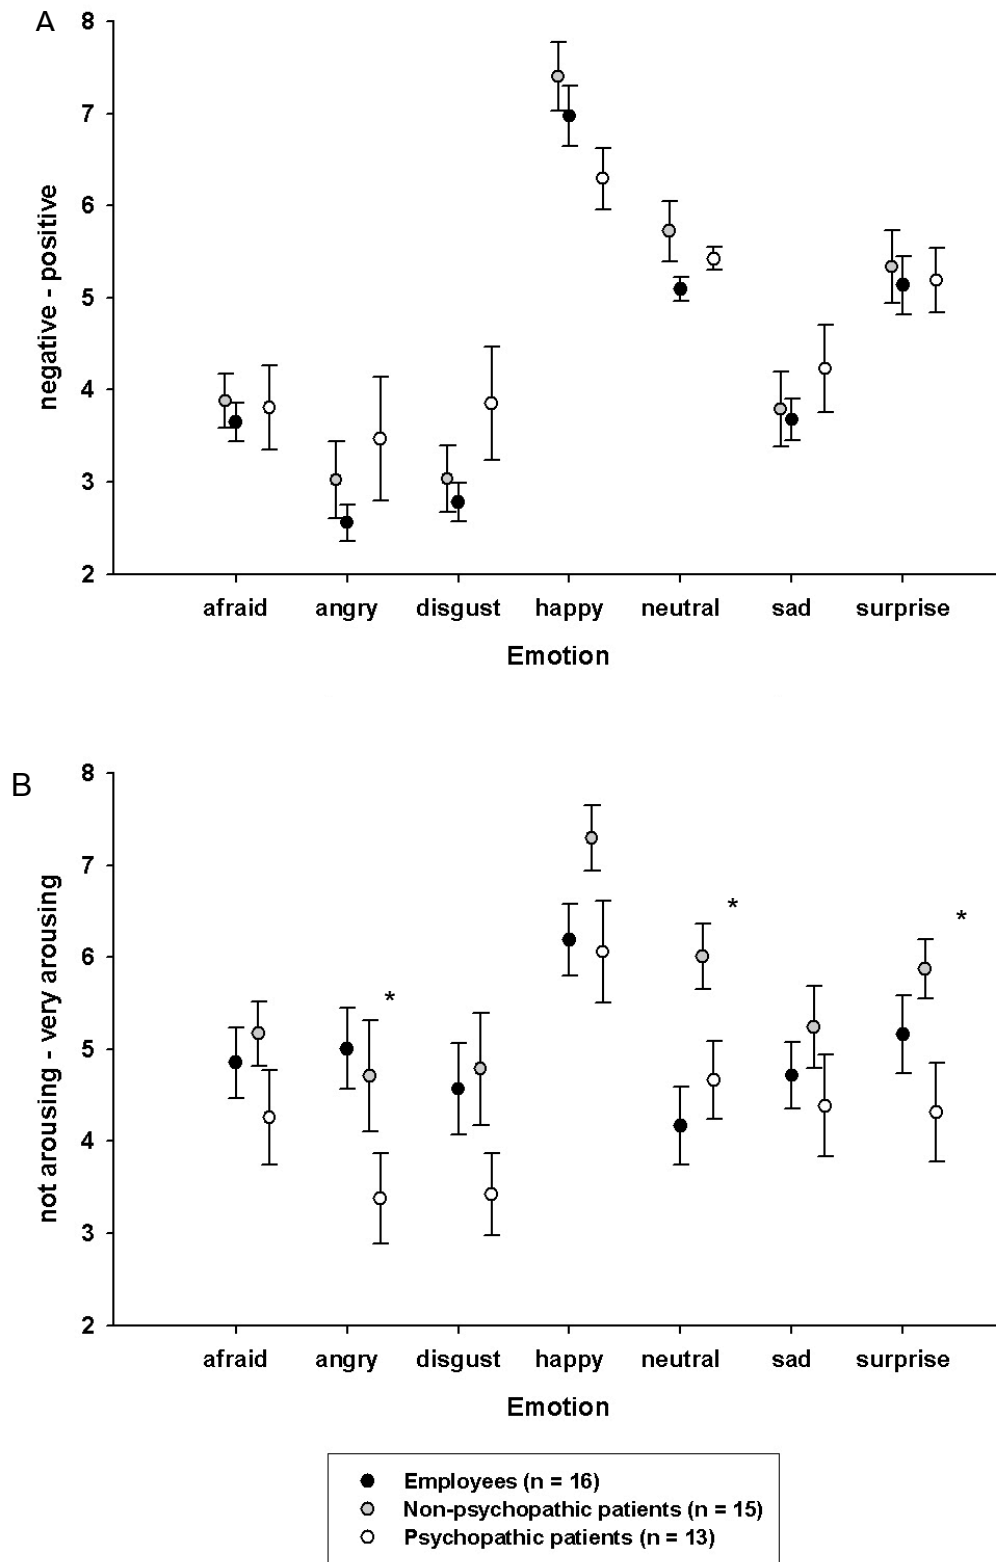 A
8
7
6
5
4
3
2
negative - positive
afraid angry disgust happy neutral sad surprise
Emotion
B
8
7
6
5
4
3
2
not arousing - very arousing
*
*
*
afraid angry disgust happy neutral sad surprise
Emotion
Employees (n = 16)
Non-psychopathic patients (n = 15)
Psychopathic patients (n = 13)